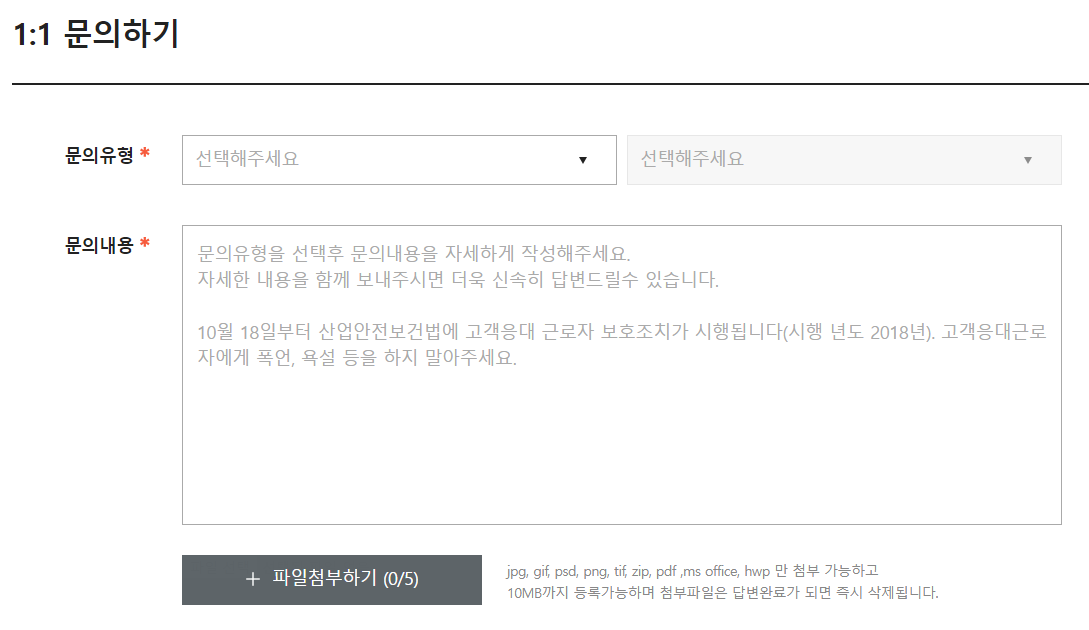 1:1 문의하기
문의유형 *
선택해주세요 ▼
선택해주세요 ▼
문의내용 *
문의유형을 선택후 문의내용을 자세하게 작성해주세요.
자세한 내용을 함께 보내주시면 더욱 신속히 답변드릴수 있습니다.
10월 18일부터 산업안전보건법에 고객응대 근로자 보호조치가 시행됩니다(시행 년도 2018년). 고객응대근로
자에게 폭언, 욕설 등을 하지 말아주세요.
+ 파일첨부하기 (0/5)
jpg, gif, psd, png, tif, zip, pdf ,ms office, hwp 만 첨부 가능하고
10MB까지 등록가능하며 첨부파일은 답변완료가 되면 즉시 삭제됩니다.